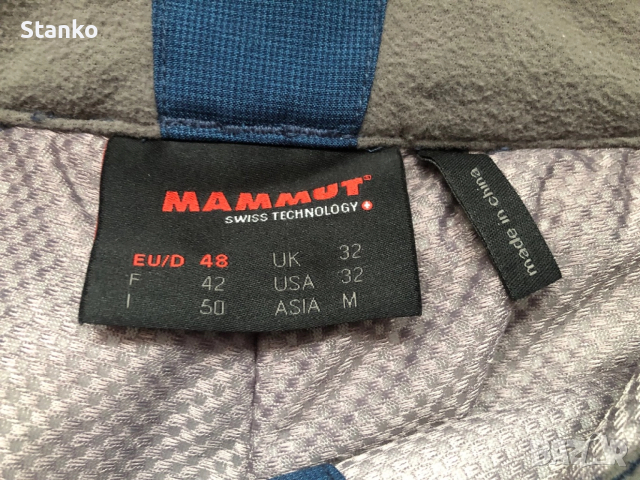 Stanko
MAMMUT
SWISS TECHNOLOGY
EU/D 48 UK 32
F 42 USA 32
I 50 ASIA M
made in china